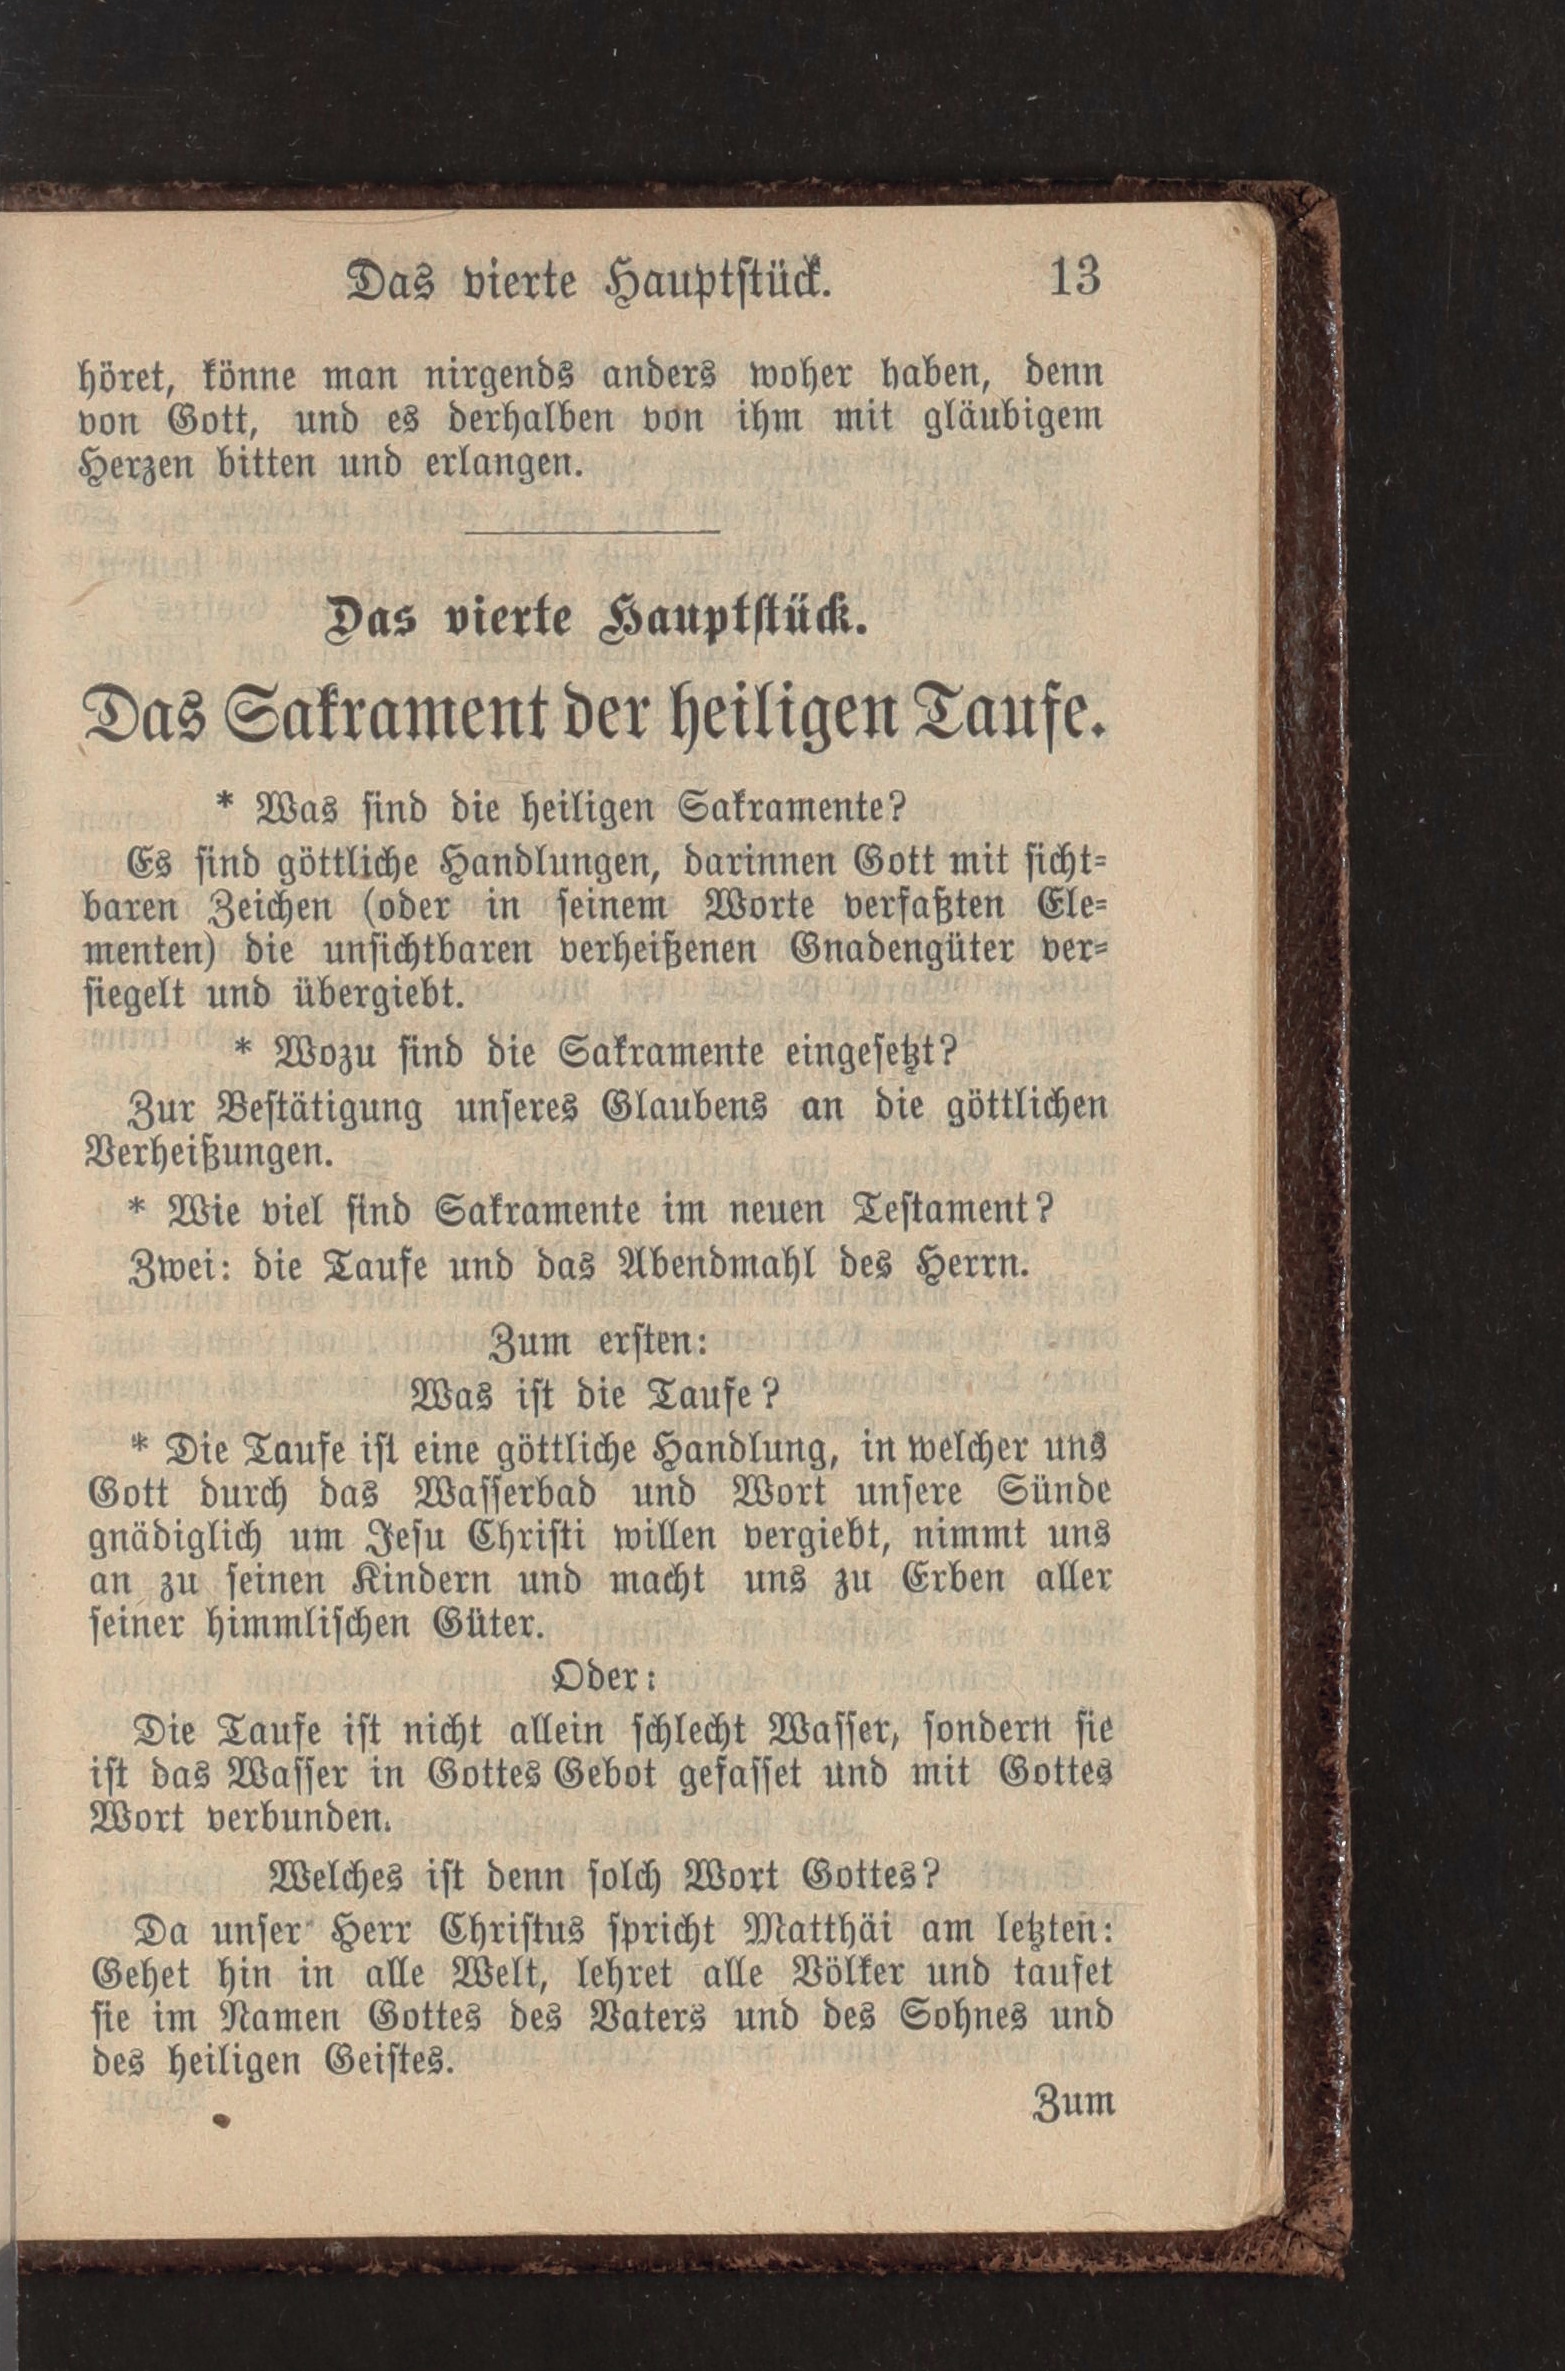 Das vierte Hauptstück. 13
höret, könne man nirgends anders woher haben, denn
von Gott, und es derhalben von ihm mit gläubigem
Herzen bitten und erlangen.
Das vierte Hauptstück.
Das Sakrament der heiligen Taufe.
* Was sind die heiligen Sakramente?
Es sind göttliche Handlungen, darinnen Gott mit sicht-
baren Zeichen (oder in seinem Worte verfaßten Ele-
menten) die unsichtbaren verheißenen Gnadengüter ver-
siegelt und übergiebt.
* Wozu sind die Sakramente eingesetzt?
Zur Bestätigung unseres Glaubens an die göttlichen
Verheißungen.
* Wie viel sind Sakramente im neuen Testament?
Zwei: die Taufe und das Abendmahl des Herrn.
Zum ersten:
Was ist die Taufe?
* Die Taufe ist eine göttliche Handlung, in welcher uns
Gott durch das Wasserbad und Wort unsere Sünde
gnädiglich um Jesu Christi willen vergiebt, nimmt uns
an zu seinen Kindern und macht uns zu Erben aller
seiner himmlischen Güter.
Oder:
Die Taufe ist nicht allein schlecht Wasser, sondern sie
ist das Wasser in Gottes Gebot gefasset und mit Gottes
Wort verbunden.
Welches ist denn solch Wort Gottes?
Da unser Herr Christus spricht Matthäi am letzten:
Gehet hin in alle Welt, lehret alle Völker und taufet
sie im Namen Gottes des Vaters und des Sohnes und
des heiligen Geistes.
Zum